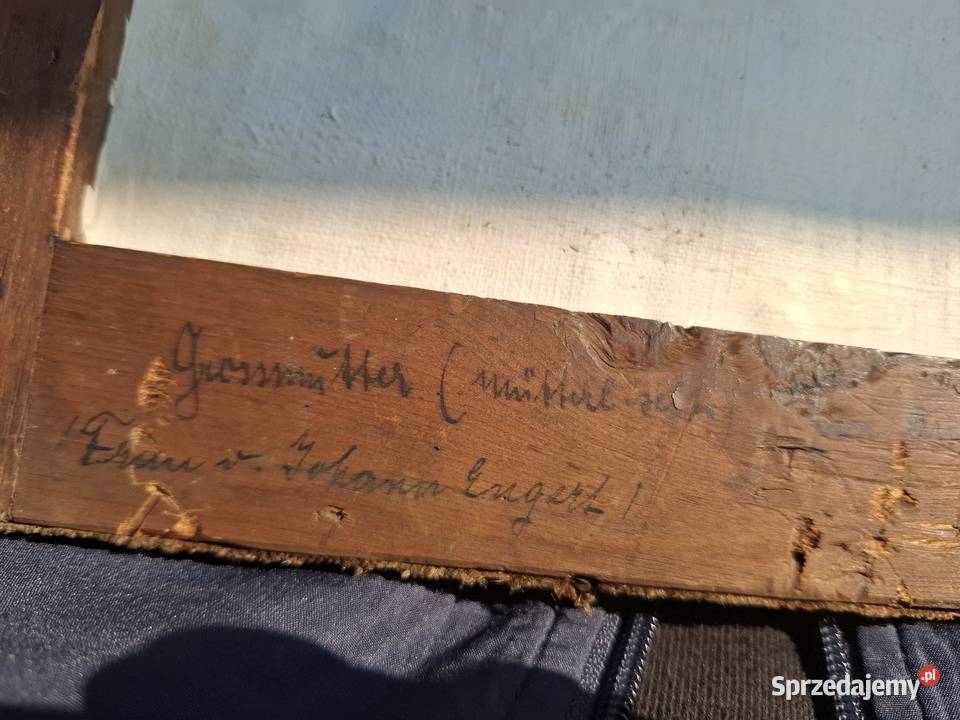 Grossmutter (mütterl.seits)
/Frau v. Johann Engert/
Sprzedajemy.pl